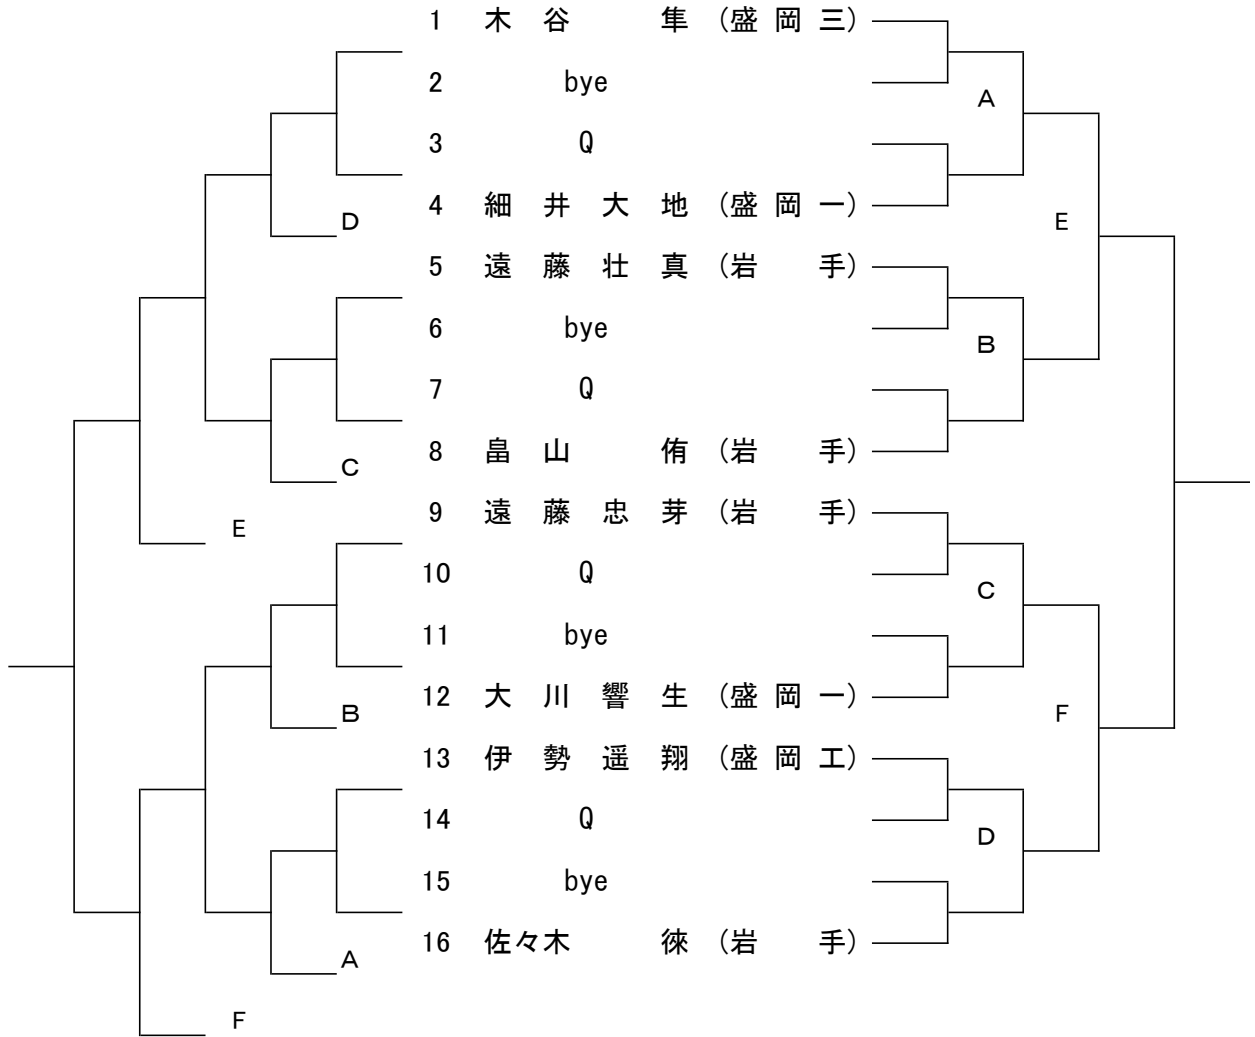 1 木谷 隼 (盛岡三)
2 bye
A
3 Q
4 細井大地 (盛岡一)
D
E
5 遠藤壮真 (岩手)
6 bye
B
7 Q
8 畠山 侑 (岩手)
C
9 遠藤忠芽 (岩手)
E
10 Q
C
11 bye
12 大川響生 (盛岡一)
B
F
13 伊勢遥翔 (盛岡工)
14 Q
D
15 bye
16 佐々木 徠 (岩手)
A
F